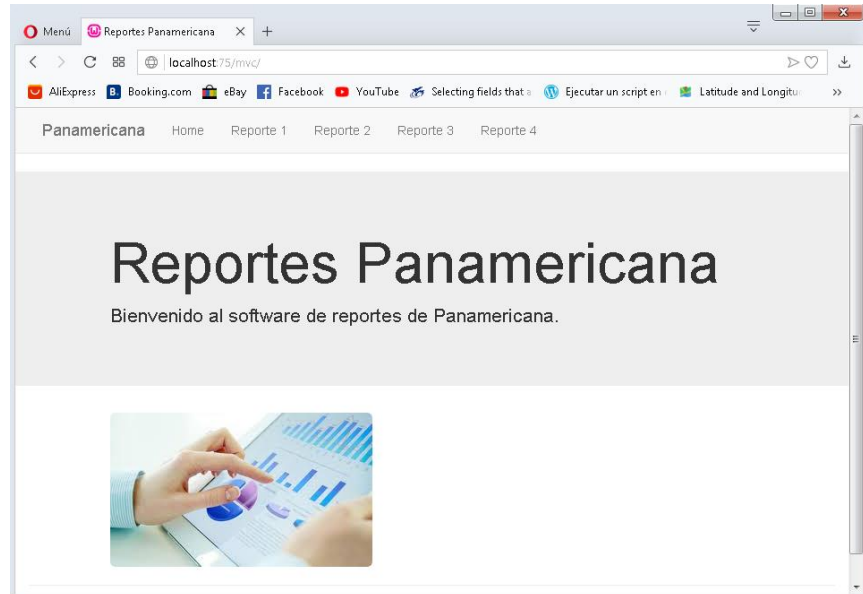 Menú
Reportes Panamericana
localhost:75/mvc/
AliExpress
B. Booking.com
eBay
Facebook
YouTube
Selecting fields that a
Ejecutar un script en
Latitude and Longitu
Panamericana
Home
Reporte 1
Reporte 2
Reporte 3
Reporte 4
Reportes Panamericana
Bienvenido al software de reportes de Panamericana.